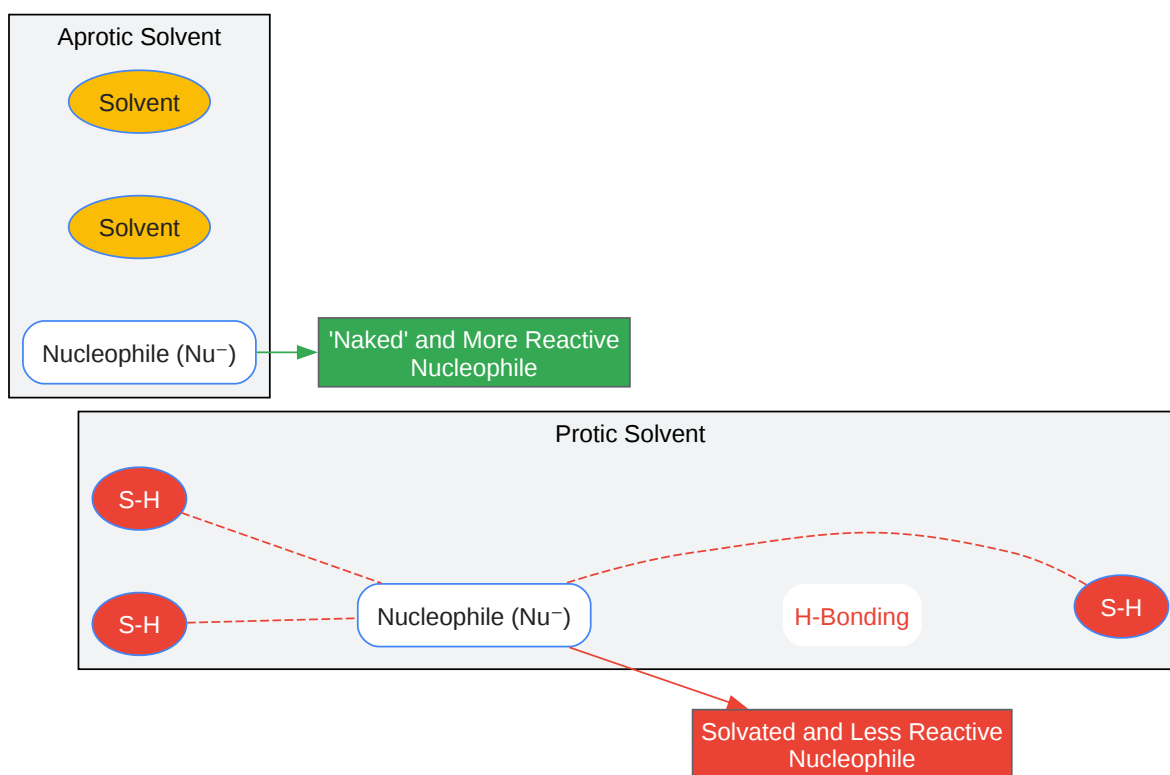 Aprotic Solvent
Solvent
Solvent
Nucleophile (Nu⁻)
'Naked' and More Reactive
Nucleophile
Protic Solvent
S-H
S-H
Nucleophile (Nu⁻)
H-Bonding
S-H
Solvated and Less Reactive
Nucleophile